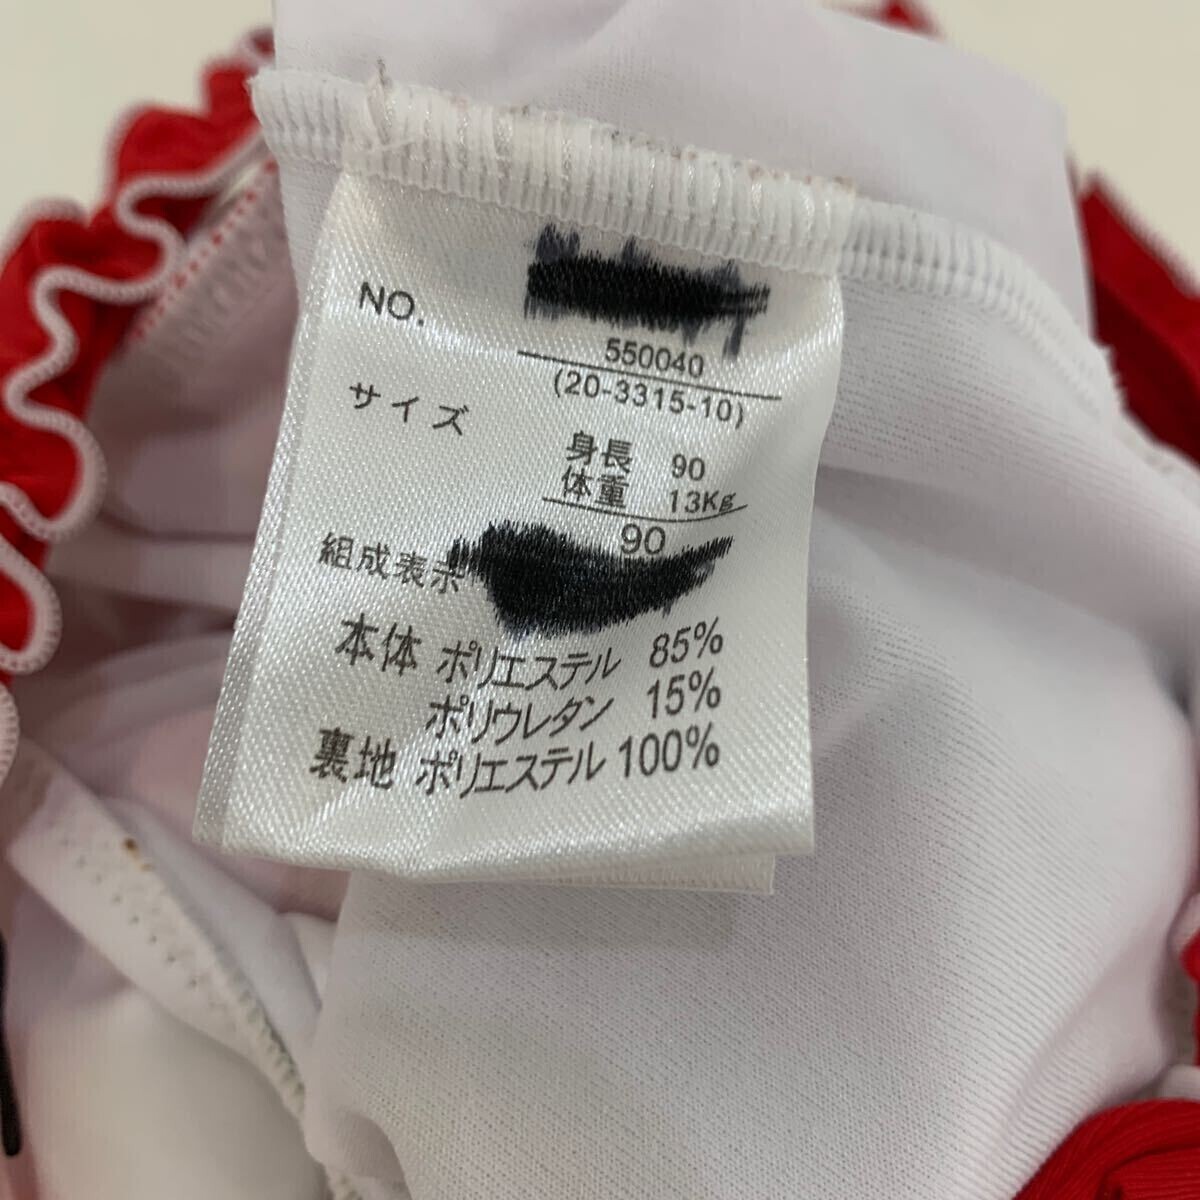 NO. 550040
(20-3315-10)
サイズ 身長 90
体重 13Kg
90
組成表示
本体 ポリエステル 85%
ポリウレタン 15%
裏地 ポリエステル 100%